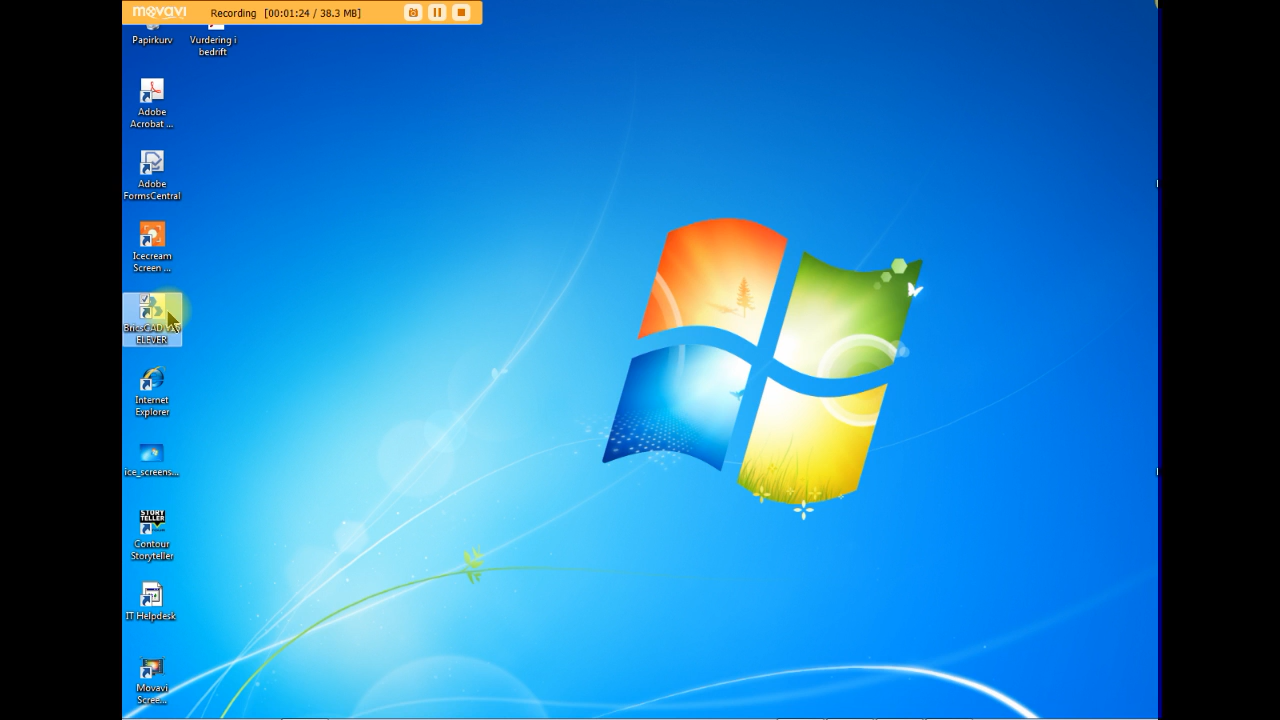 movavi Recording [00:01:24 / 38.3 MB]
Papirkurv
Vurdering i
bedrift
Adobe
Acrobat ...
Adobe
FormsCentral
Icecream
Screen ...
BricsCAD
ELEVER
Internet
Explorer
ice_screens...
STORY
TELLER
Contour
Storyteller
IT Helpdesk
Movavi
Scree...